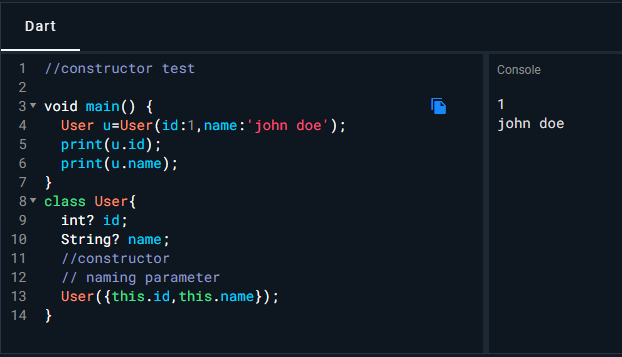 Dart
1 //constructor test
2
3 void main() {
4   User u=User(id:1,name:'john doe');
5   print(u.id);
6   print(u.name);
7 }
8 class User{
9   int? id;
10   String? name;
11   //constructor
12   // naming parameter
13   User({this.id,this.name});
14 }
Console
1
john doe